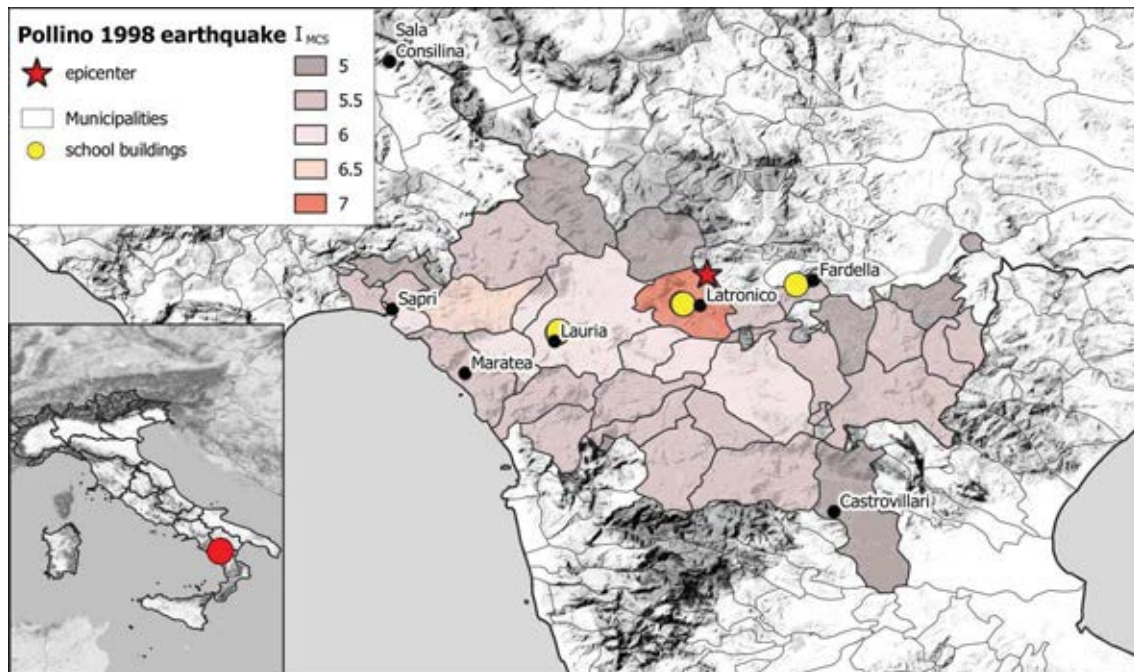 Pollino 1998 earthquake I MCS
epicenter
Municipalities
school buildings
5
5.5
6
6.5
7
Sala
Consilina
Fardella
Sapri
Latronico
Lauria
Maratea
Castrovillari